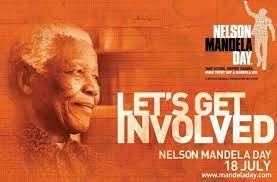 NELSON
MANDELA
DAY.
TAKE ACTION, INSPIRE CHANGE,
MAKE EVERY DAY A MANDELA DAY.
LET'S GET
INVOLVED
NELSON MANDELA DAY
18 JULY
www.mandeladay.com